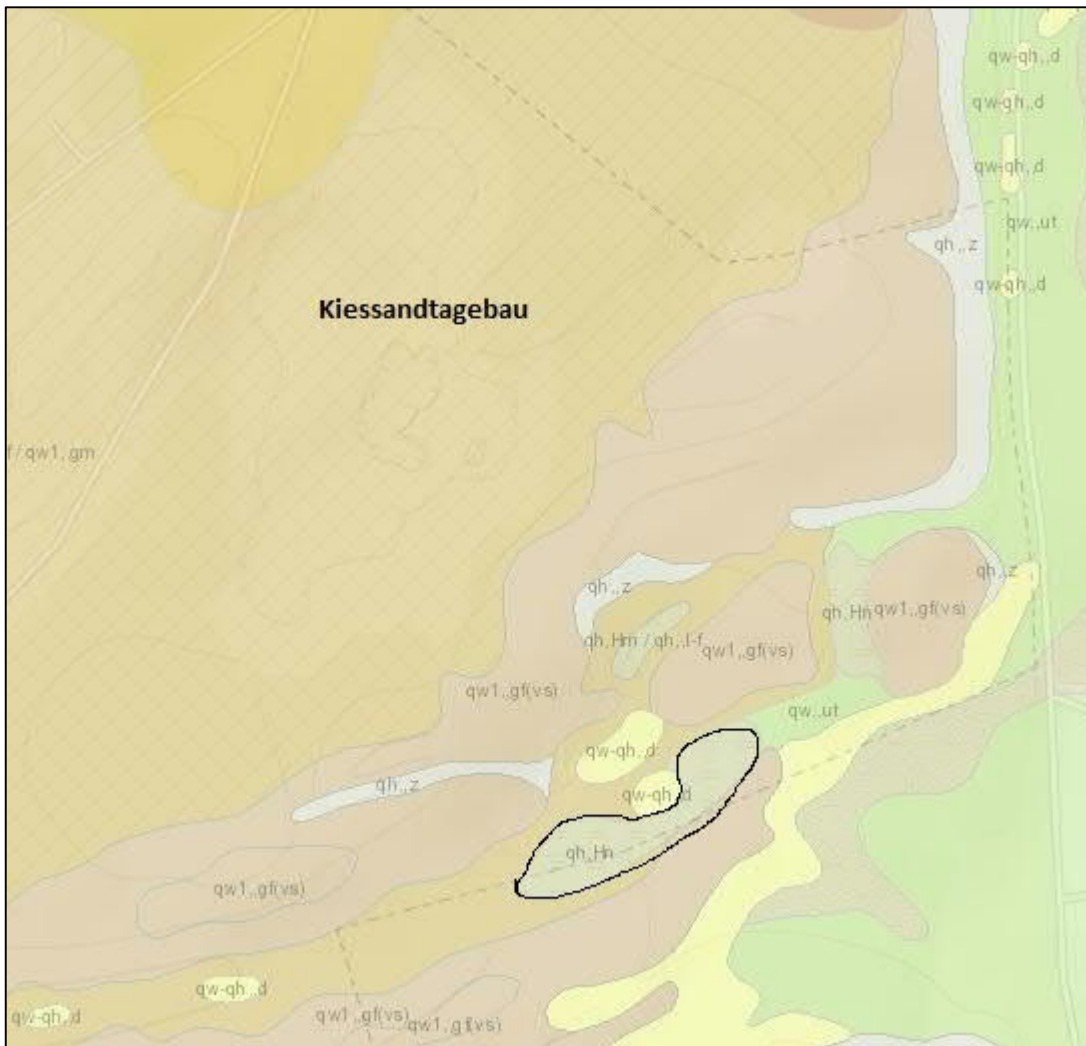 qw-qh,,d
qw-qh,,d
qw-qh,,d
qw,,ut
qh,,z
qw-qh,,d
Kiessandtagebau
f / qw1,,gm
qh,,z
qh,,z
qh,,Hn
qw1,,gf(vs)
qh,Hm / qh,,l-f
qw1,,gf(vs)
qw1,,gf(vs)
qw,,ut
qw-qh,,d
qh,,z
qw-qh,,d
qh,,Hn
qw1,,gf(vs)
qw-qh,,d
qw-qh,,d
qw1,,gf(vs)
qw1,,gf(vs)